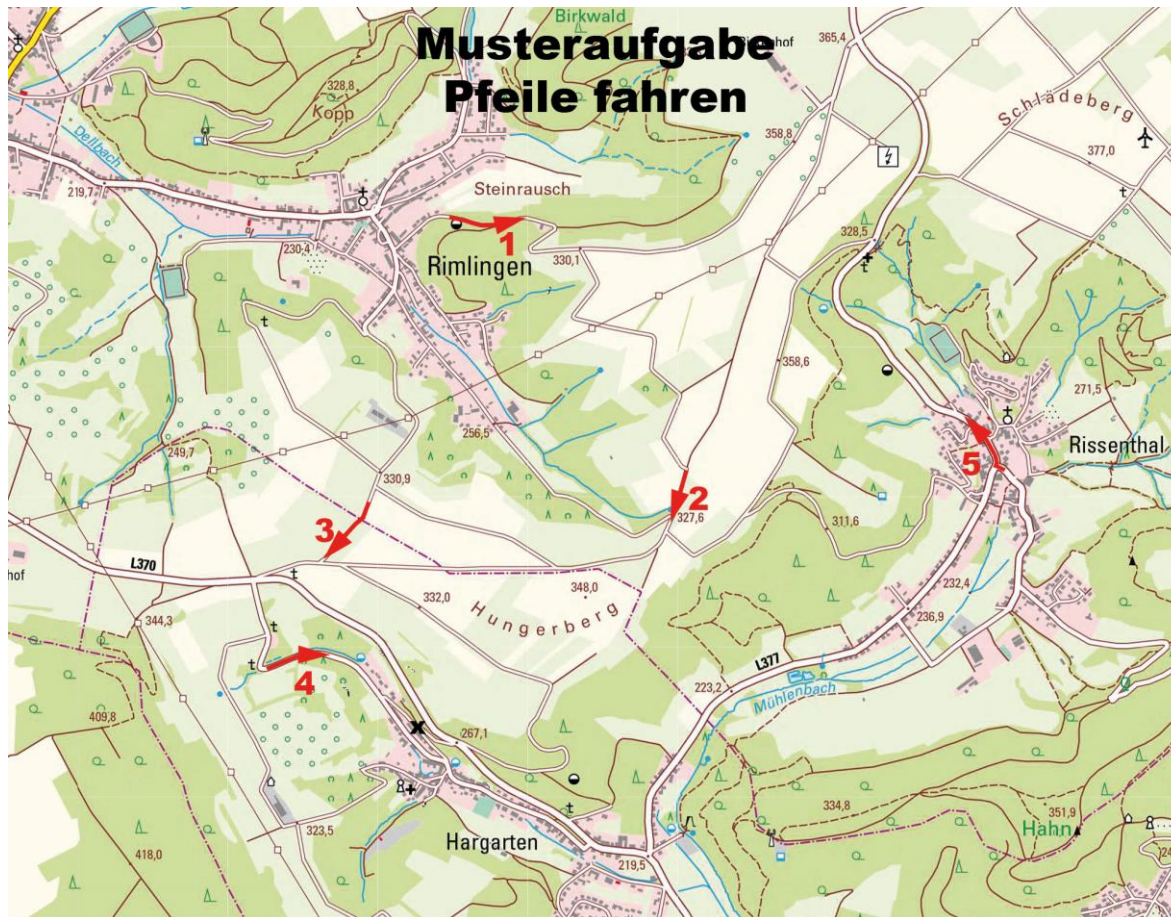 Birkwald
Musteraufgabe
Pfeile fahren
365,4
328,8
Kopp
358,8
Schlädeberg
377,0
Dellbach
219,7
Steinrausch
1
Rimlingen
230,4
330,1
328,5
358,6
271,5
256,5
Rissenthal
5
249,7
330,9
2
327,6
3
311,6
L370
hof
332,0
348,0
Hungerberg
232,4
236,9
344,3
4
L377
223,2
Mühlenbach
409,8
x
267,1
334,8
351,9
Hahn
323,5
Hargarten
418,0
219,5